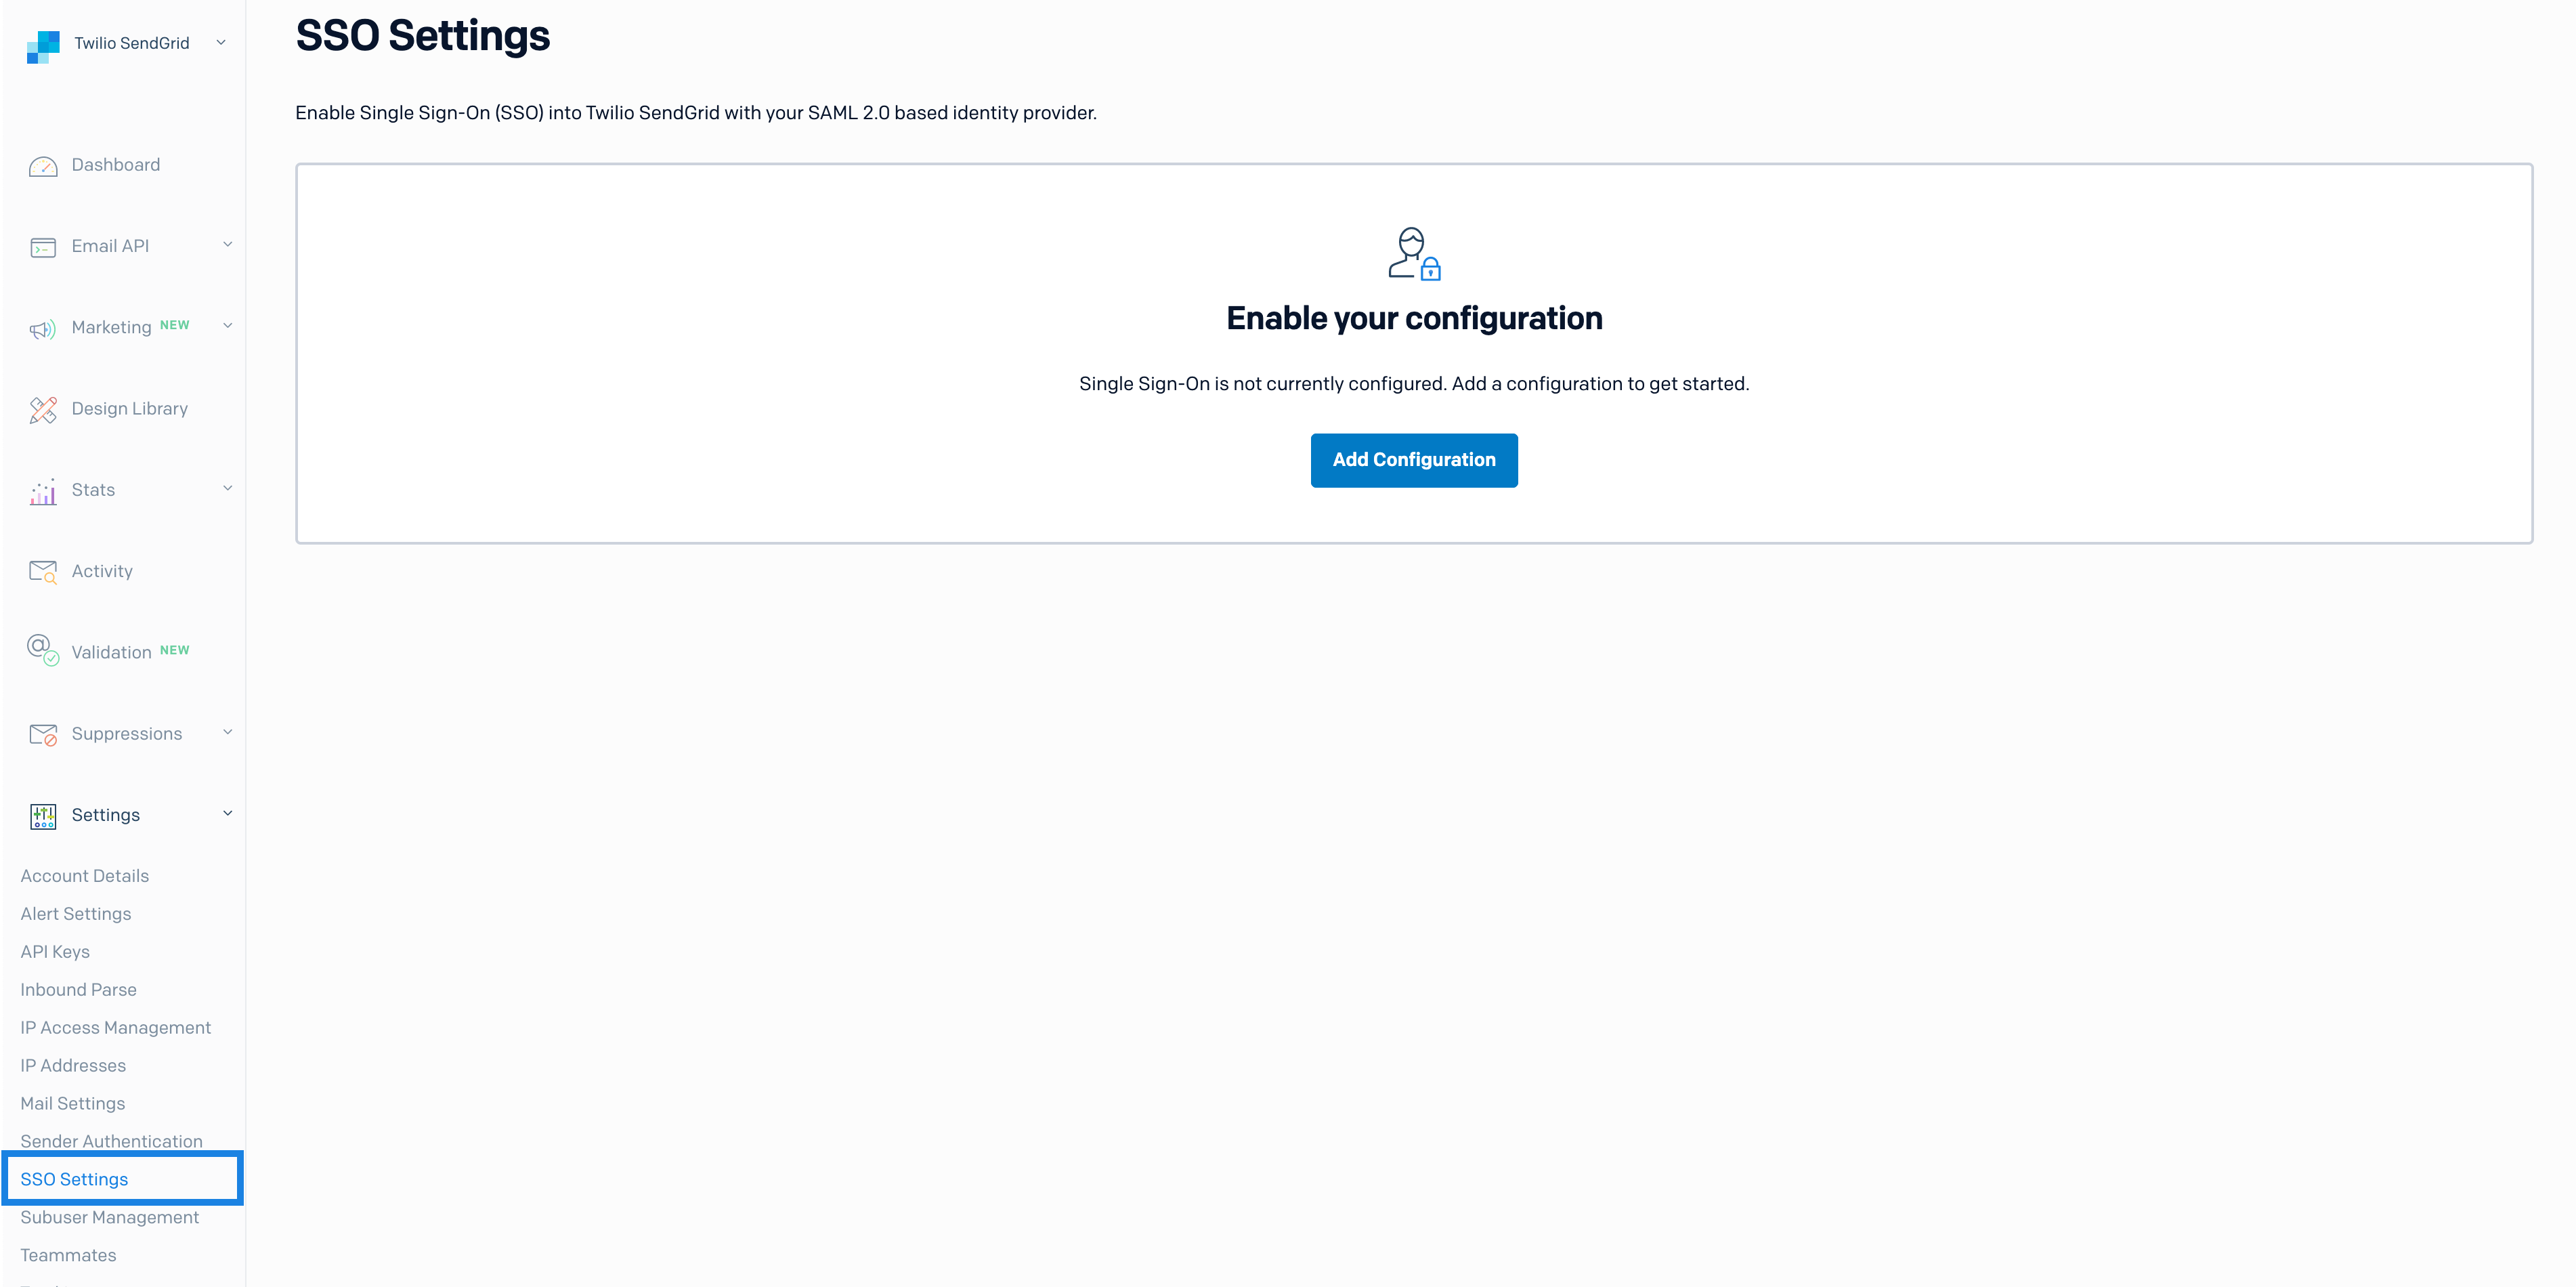 Twilio SendGrid
Dashboard
Email API
Marketing NEW
Design Library
Stats
Activity
Validation NEW
Suppressions
Settings
Account Details
Alert Settings
API Keys
Inbound Parse
IP Access Management
IP Addresses
Mail Settings
Sender Authentication
SSO Settings
Subuser Management
Teammates
SSO Settings
Enable Single Sign-On (SSO) into Twilio SendGrid with your SAML 2.0 based identity provider.
Enable your configuration
Single Sign-On is not currently configured. Add a configuration to get started.
Add Configuration